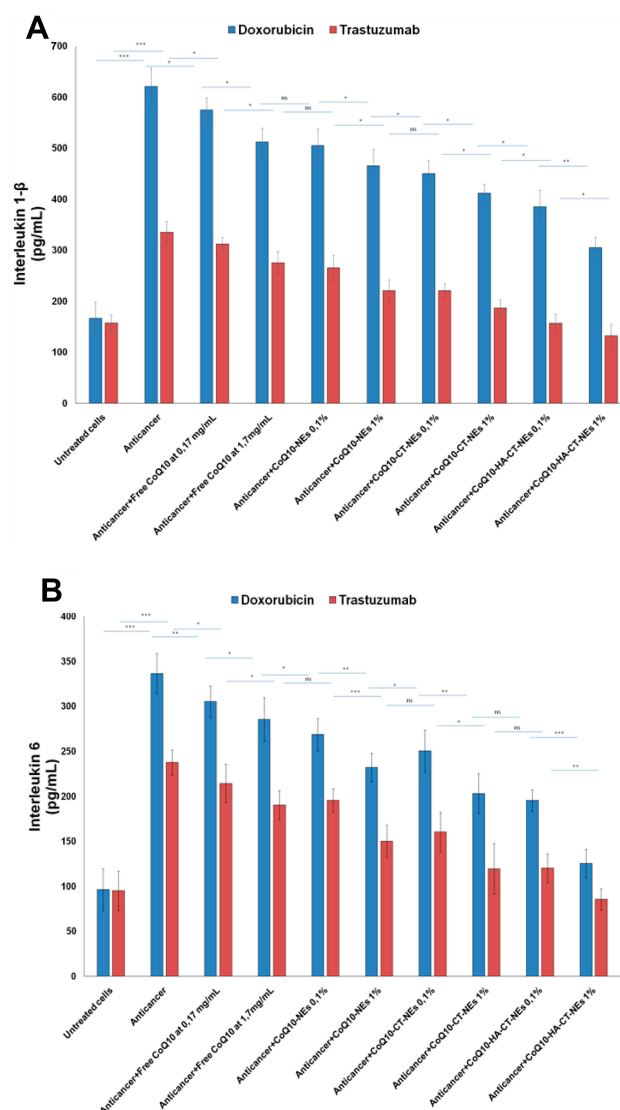 A
Doxorubicin Trastuzumab
Interleukin 1-β
(pg/mL)
700
600
500
400
300
200
100
0
*** *** * * * * ns ns * * * ns * * * * ** *
Untreated cells
Anticancer
Anticancer+Free CoQ10 at 0,17 mg/mL
Anticancer+Free CoQ10 at 1,7mg/mL
Anticancer+CoQ10-NEs 0,1%
Anticancer+CoQ10-NEs 1%
Anticancer+CoQ10-CT-NEs 0,1%
Anticancer+CoQ10-CT-NEs 1%
Anticancer+CoQ10-HA-CT-NEs 0,1%
Anticancer+CoQ10-HA-CT-NEs 1%
B
Doxorubicin Trastuzumab
Interleukin 6
(pg/mL)
400
350
300
250
200
150
100
50
0
*** *** ** * * * * ns ** *** * ns ** * ns ns *** **
Untreated cells
Anticancer
Anticancer+Free CoQ10 at 0,17 mg/mL
Anticancer+Free CoQ10 at 1,7mg/mL
Anticancer+CoQ10-NEs 0,1%
Anticancer+CoQ10-NEs 1%
Anticancer+CoQ10-CT-NEs 0,1%
Anticancer+CoQ10-CT-NEs 1%
Anticancer+CoQ10-HA-CT-NEs 0,1%
Anticancer+CoQ10-HA-CT-NEs 1%